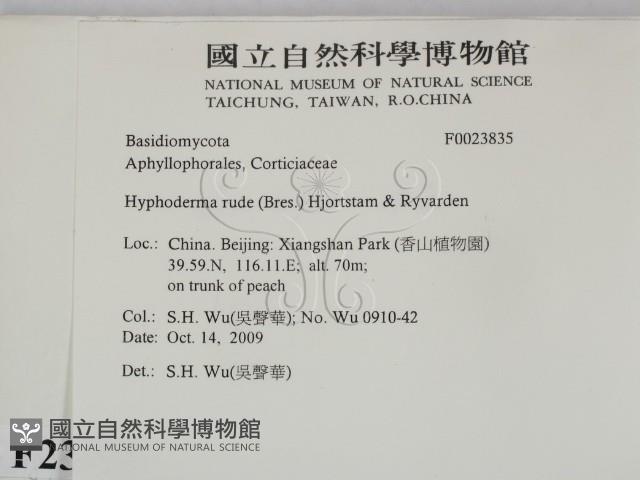 國立自然科學博物館
NATIONAL MUSEUM OF NATURAL SCIENCE
TAICHUNG, TAIWAN, R.O.CHINA
Basidiomycota F0023835
Aphyllophorales, Corticiaceae
Hyphoderma rude (Bres.) Hjortstam & Ryvarden
Loc.: China. Beijing: Xiangshan Park (香山植物園)
39.59.N, 116.11.E; alt. 70m;
on trunk of peach
Col.: S.H. Wu(吳聲華); No. Wu 0910-42
Date: Oct. 14, 2009
Det.: S.H. Wu(吳聲華)
國立自然科學博物館
NATIONAL MUSEUM OF NATURAL SCIENCE
F23